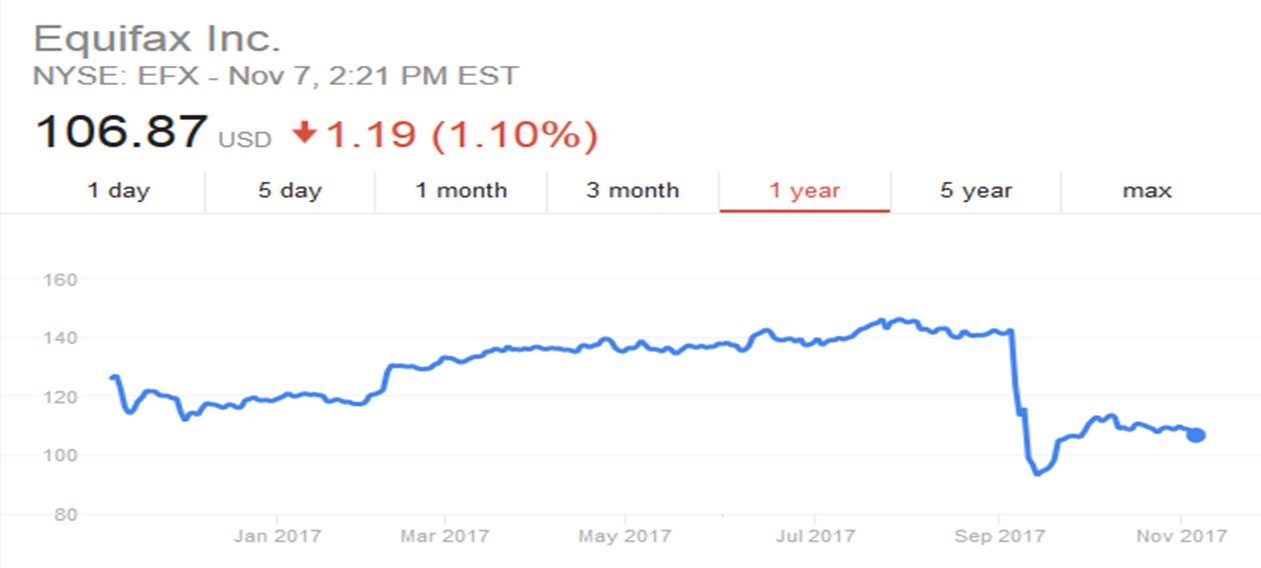 Equifax Inc.
NYSE: EFX - Nov 7, 2:21 PM EST
106.87 USD 1.19 (1.10%)
1 day 5 day 1 month 3 month 1 year 5 year max
160
140
120
100
80
Jan 2017 Mar 2017 May 2017 Jul 2017 Sep 2017 Nov 2017